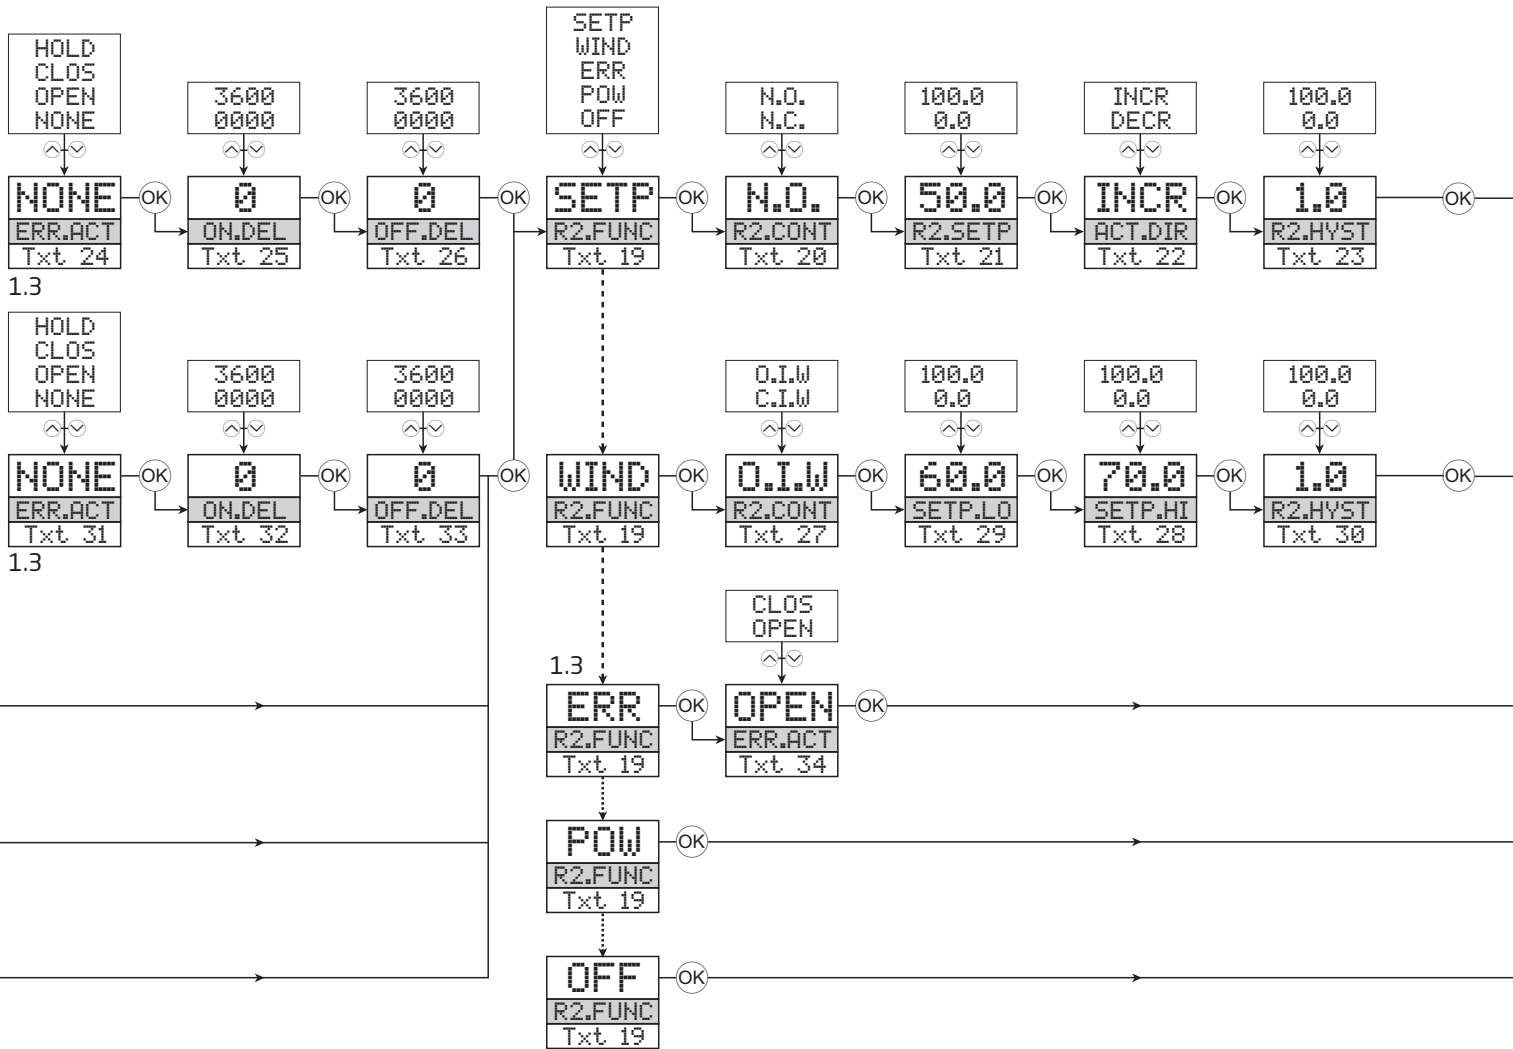 HOLD
CLOS
OPEN
NONE
3600
0000
3600
0000
SETP
WIND
ERR
POW
OFF
N.O.
N.C.
100.0
0.0
INCR
DECR
100.0
0.0
NONE
ERR.ACT
Txt 24
1.3
OK
0
ON.DEL
Txt 25
OK
0
OFF.DEL
Txt 26
OK
SETP
R2.FUNC
Txt 19
OK
N.O.
R2.CONT
Txt 20
OK
50.0
R2.SETP
Txt 21
OK
INCR
ACT.DIR
Txt 22
OK
1.0
R2.HYST
Txt 23
OK
HOLD
CLOS
OPEN
NONE
3600
0000
3600
0000
O.I.W
C.I.W
100.0
0.0
100.0
0.0
100.0
0.0
NONE
ERR.ACT
Txt 31
1.3
OK
0
ON.DEL
Txt 32
OK
0
OFF.DEL
Txt 33
OK
WIND
R2.FUNC
Txt 19
OK
O.I.W
R2.CONT
Txt 27
OK
60.0
SETP.LO
Txt 29
OK
70.0
SETP.HI
Txt 28
OK
1.0
R2.HYST
Txt 30
OK
CLOS
OPEN
1.3
ERR
R2.FUNC
Txt 19
OK
OPEN
ERR.ACT
Txt 34
OK
POW
R2.FUNC
Txt 19
OK
OFF
R2.FUNC
Txt 19
OK